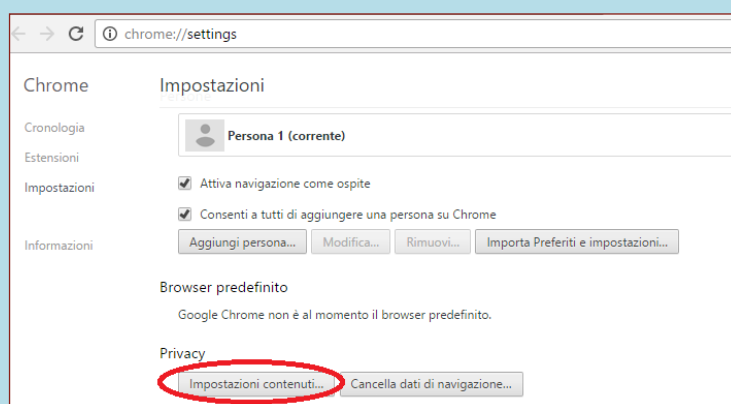 chrome://settings
Chrome
Impostazioni
Persone
Cronologia
Estensioni
Impostazioni
Informazioni
Persona 1 (corrente)
Attiva navigazione come ospite
Consenti a tutti di aggiungere una persona su Chrome
Aggiungi persona... Modifica... Rimuovi... Importa Preferiti e impostazioni...
Browser predefinito
Google Chrome non è al momento il browser predefinito.
Privacy
Impostazioni contenuti... Cancella dati di navigazione...